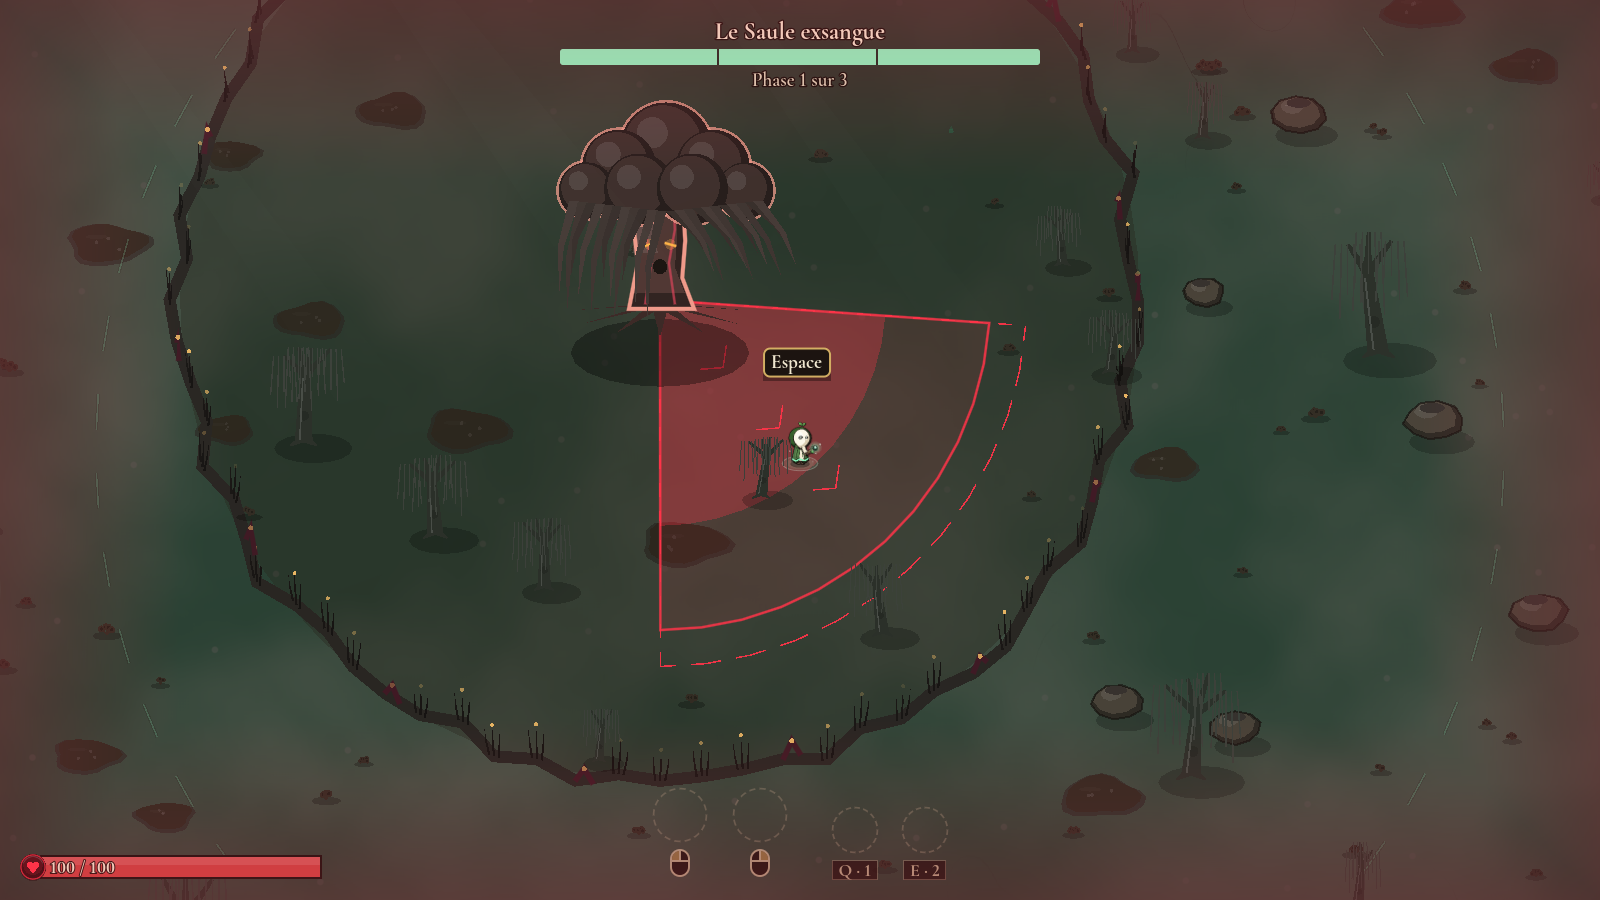 Le Saule exsangue
Phase 1 sur 3
Espace
100 / 100
Q · 1
E · 2